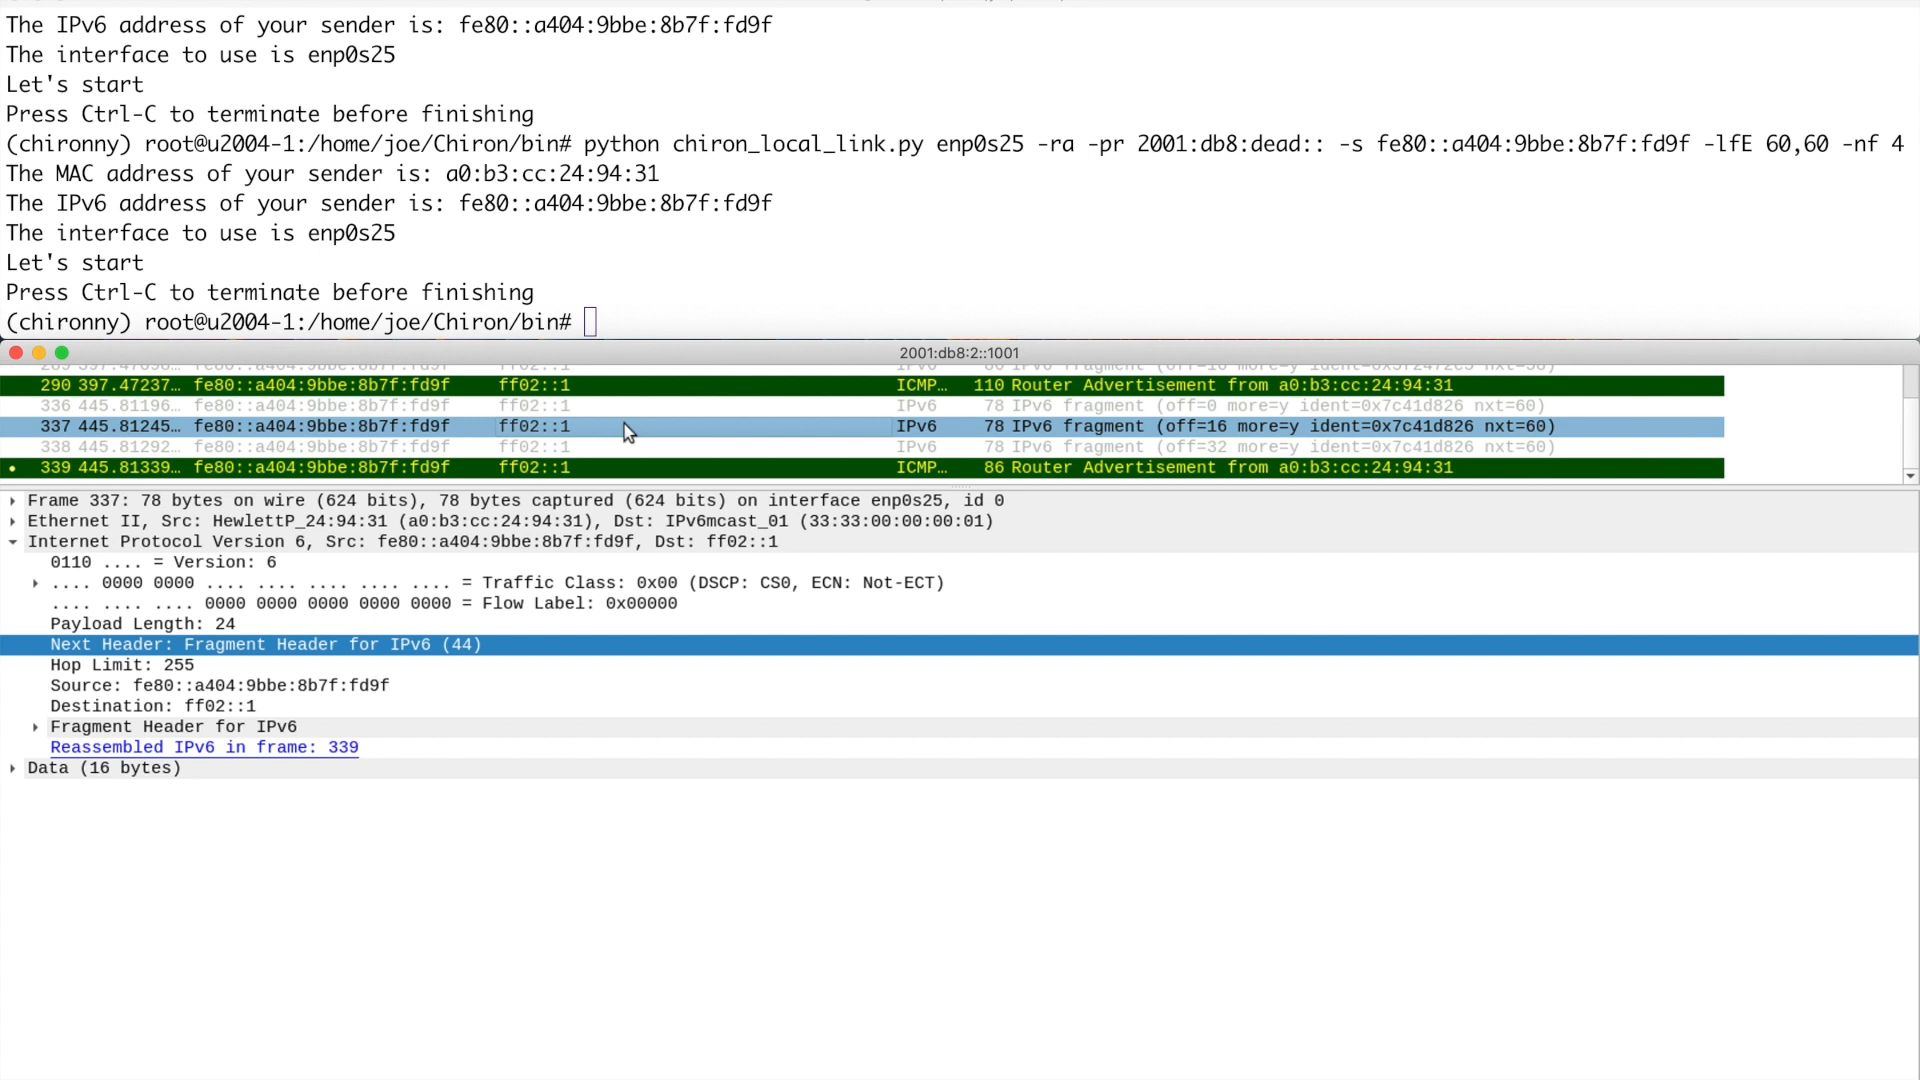 The IPv6 address of your sender is: fe80::a404:9bbe:8b7f:fd9f
The interface to use is enp0s25
Let's start
Press Ctrl-C to terminate before finishing
(chironny) root@u2004-1:/home/joe/Chiron/bin# python chiron_local_link.py enp0s25 -ra -pr 2001:db8:dead:: -s fe80::a404:9bbe:8b7f:fd9f -lfE 60,60 -nf 4
The MAC address of your sender is: a0:b3:cc:24:94:31
The IPv6 address of your sender is: fe80::a404:9bbe:8b7f:fd9f
The interface to use is enp0s25
Let's start
Press Ctrl-C to terminate before finishing
(chironny) root@u2004-1:/home/joe/Chiron/bin#
2001:db8:2::1001
290 397.47237… fe80::a404:9bbe:8b7f:fd9f ff02::1 ICMP… 110 Router Advertisement from a0:b3:cc:24:94:31
336 445.81196… fe80::a404:9bbe:8b7f:fd9f ff02::1 IPv6 78 IPv6 fragment (off=0 more=y ident=0x7c41d826 nxt=60)
337 445.81245… fe80::a404:9bbe:8b7f:fd9f ff02::1 IPv6 78 IPv6 fragment (off=16 more=y ident=0x7c41d826 nxt=60)
338 445.81292… fe80::a404:9bbe:8b7f:fd9f ff02::1 IPv6 78 IPv6 fragment (off=32 more=y ident=0x7c41d826 nxt=60)
339 445.81339… fe80::a404:9bbe:8b7f:fd9f ff02::1 ICMP… 86 Router Advertisement from a0:b3:cc:24:94:31
Frame 337: 78 bytes on wire (624 bits), 78 bytes captured (624 bits) on interface enp0s25, id 0
Ethernet II, Src: HewlettP_24:94:31 (a0:b3:cc:24:94:31), Dst: IPv6mcast_01 (33:33:00:00:00:01)
Internet Protocol Version 6, Src: fe80::a404:9bbe:8b7f:fd9f, Dst: ff02::1
0110 .... = Version: 6
.... 0000 0000 .... .... .... .... .... = Traffic Class: 0x00 (DSCP: CS0, ECN: Not-ECT)
.... .... .... 0000 0000 0000 0000 0000 = Flow Label: 0x00000
Payload Length: 24
Next Header: Fragment Header for IPv6 (44)
Hop Limit: 255
Source: fe80::a404:9bbe:8b7f:fd9f
Destination: ff02::1
Fragment Header for IPv6
Reassembled IPv6 in frame: 339
Data (16 bytes)